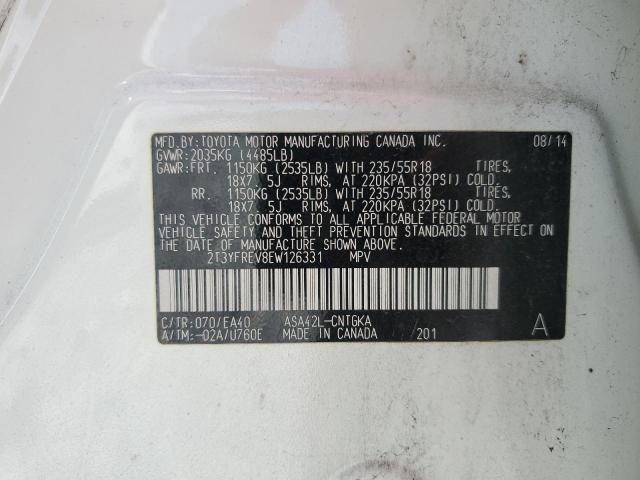 MFD.BY:TOYOTA MOTOR MANUFACTURING CANADA INC. 08/14
GVWR:2035KG (4485LB)
GAWR:FRT. 1150KG (2535LB) WITH 235/55R18 TIRES,
18X7. 5J RIMS, AT 220KPA (32PSI) COLD.
RR. 1150KG (2535LB) WITH 235/55R18 TIRES,
18X7. 5J RIMS, AT 220KPA (32PSI) COLD.
THIS VEHICLE CONFORMS TO ALL APPLICABLE FEDERAL MOTOR
VEHICLE SAFETY AND THEFT PREVENTION STANDARDS IN EFFECT ON
THE DATE OF MANUFACTURE SHOWN ABOVE.
2T3YFREV8EW126331 MPV
C/TR:070/EA40 ASA42L-CNTGKA
A/TM:-02A/U760E MADE IN CANADA 201 A